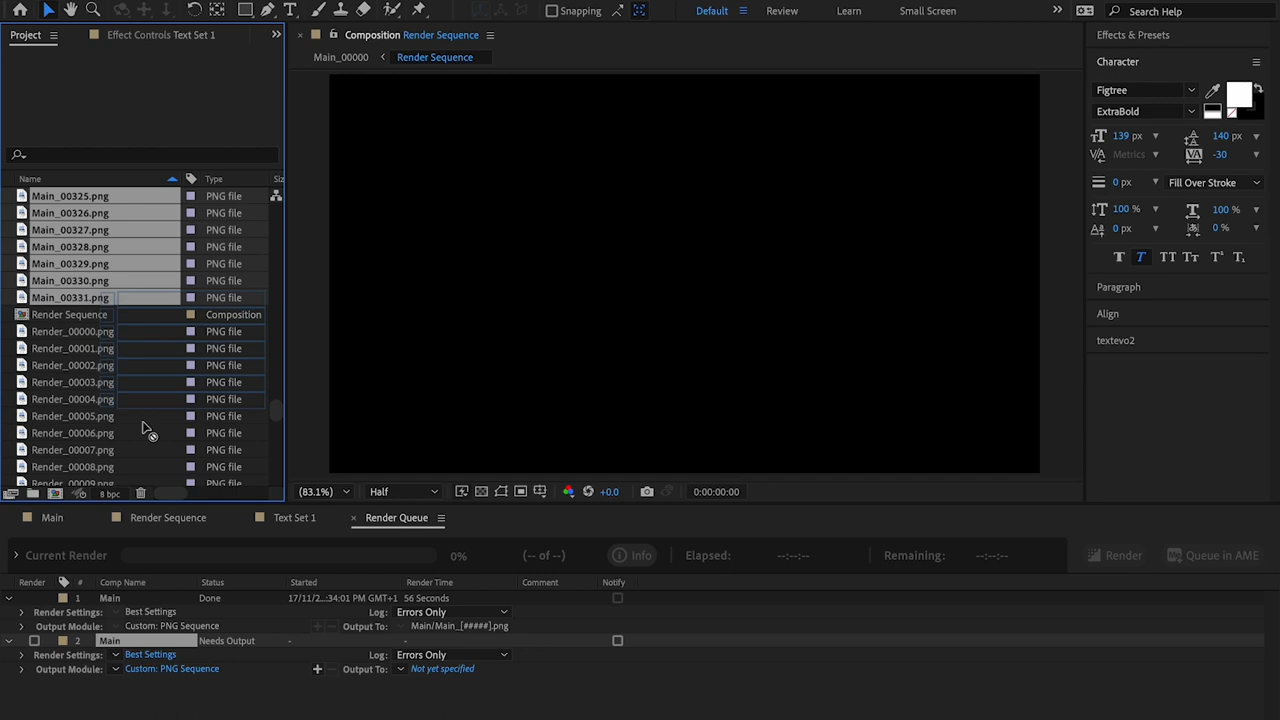 Snapping
Default
Review
Learn
Small Screen
Search Help
Project
Effect Controls Text Set 1
Composition Render Sequence
Main_00000
Render Sequence
Name
Type
Siz
Main_00325.png
PNG file
Main_00326.png
PNG file
Main_00327.png
PNG file
Main_00328.png
PNG file
Main_00329.png
PNG file
Main_00330.png
PNG file
Main_00331.png
PNG file
Render Sequence
Composition
Render_00000.png
PNG file
Render_00001.png
PNG file
Render_00002.png
PNG file
Render_00003.png
PNG file
Render_00004.png
PNG file
Render_00005.png
PNG file
Render_00006.png
PNG file
Render_00007.png
PNG file
Render_00008.png
PNG file
Render_00009.png
PNG file
8 bpc
(83.1%)
Half
+0.0
0:00:00:00
Effects & Presets
Character
Figtree
ExtraBold
139 px
140 px
Metrics
-30
0 px
Fill Over Stroke
100 %
100 %
0 px
0 %
Paragraph
Align
textevo2
Main
Render Sequence
Text Set 1
Render Queue
Current Render
0%
(-- of --)
Info
Elapsed:
--:--:--
Remaining:
--:--:--
Render
Queue in AME
Render
#
Comp Name
Status
Started
Render Time
Comment
Notify
1
Main
Done
17/11/2...:34:01 PM GMT+1
56 Seconds
Render Settings:
Best Settings
Log:
Errors Only
Output Module:
Custom: PNG Sequence
Output To:
Main/Main_[#####].png
2
Main
Needs Output
-
-
Render Settings:
Best Settings
Log:
Errors Only
Output Module:
Custom: PNG Sequence
Output To:
Not yet specified